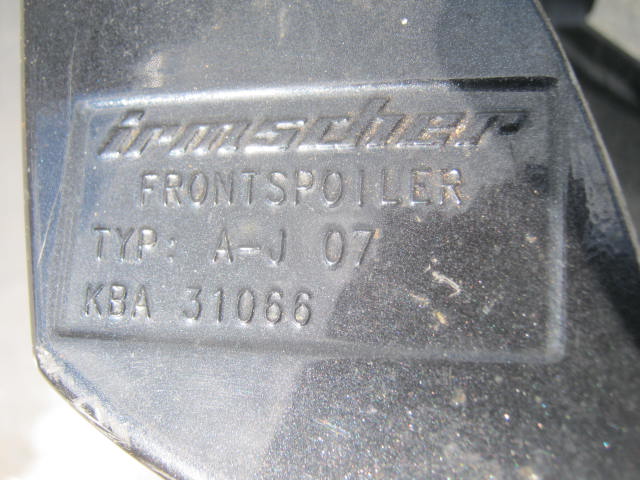 irmscher
FRONTSPOILER
TYP: A-J 07
KBA 31066